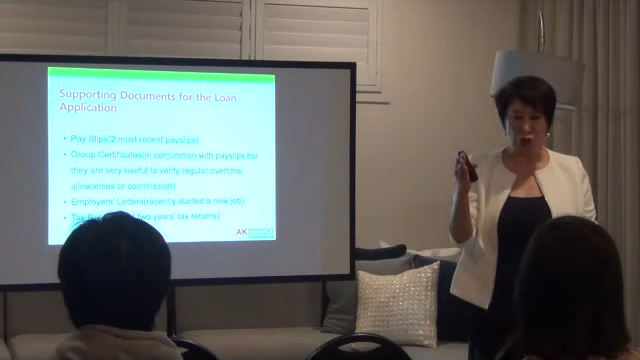 Supporting Documents for the Loan
Application
• Pay Slips(2 most recent payslips)
• Group Certificates(in conjunction with payslips but
they are very useful to verify regular overtime,
allowances or commission)
• Employers' Letters(recently started a new job)
• Tax two years' tax returns)
AK